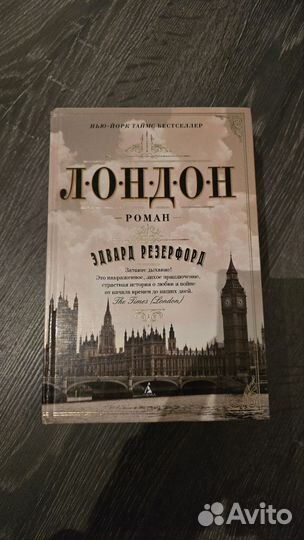 НЬЮ-ЙОРК ТАЙМС БЕСТСЕЛЛЕР
Л·О·Н·Д·О·Н
РОМАН
ЭДВАРД РЕЗЕРФОРД
Затаите дыхание!
Это напряженное, лихое приключение,
страстная история о любви и войне
от начала времен до наших дней.
The Times (London)
А
Avito